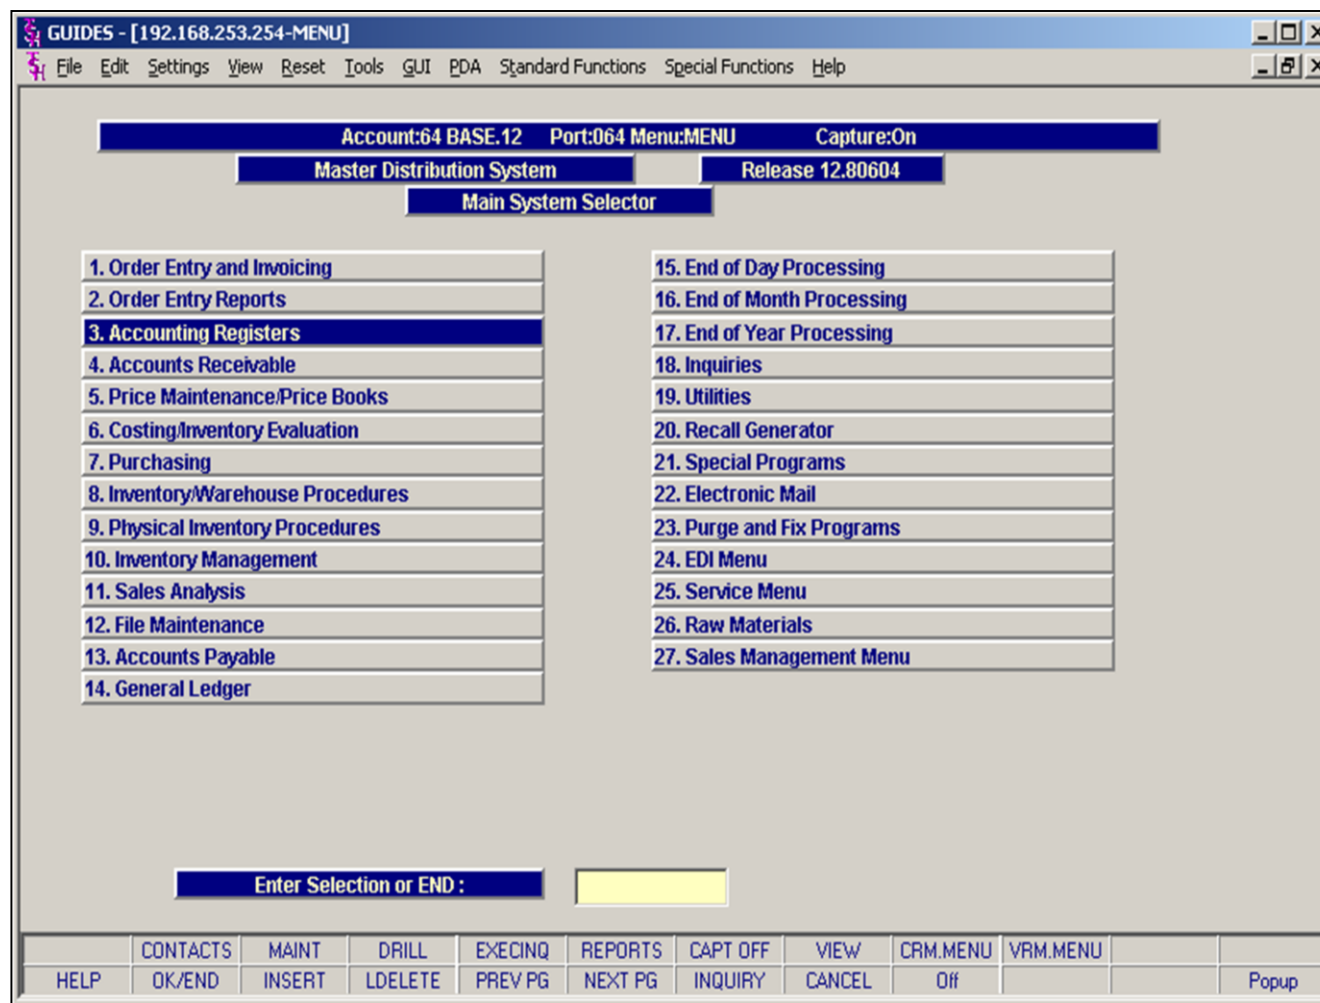 GUIDES - [192.168.253.254-MENU]
File Edit Settings View Reset Tools GUI PDA Standard Functions Special Functions Help
Account:64 BASE.12 Port:064 Menu:MENU Capture:On
Master Distribution System Release 12.80604
Main System Selector
1. Order Entry and Invoicing
2. Order Entry Reports
3. Accounting Registers
4. Accounts Receivable
5. Price Maintenance/Price Books
6. Costing/Inventory Evaluation
7. Purchasing
8. Inventory/Warehouse Procedures
9. Physical Inventory Procedures
10. Inventory Management
11. Sales Analysis
12. File Maintenance
13. Accounts Payable
14. General Ledger
15. End of Day Processing
16. End of Month Processing
17. End of Year Processing
18. Inquiries
19. Utilities
20. Recall Generator
21. Special Programs
22. Electronic Mail
23. Purge and Fix Programs
24. EDI Menu
25. Service Menu
26. Raw Materials
27. Sales Management Menu
Enter Selection or END :
CONTACTS MAINT DRILL EXECINQ REPORTS CAPT OFF VIEW CRM.MENU VRM.MENU
HELP OK/END INSERT LDELETE PREV PG NEXT PG INQUIRY CANCEL Off Popup